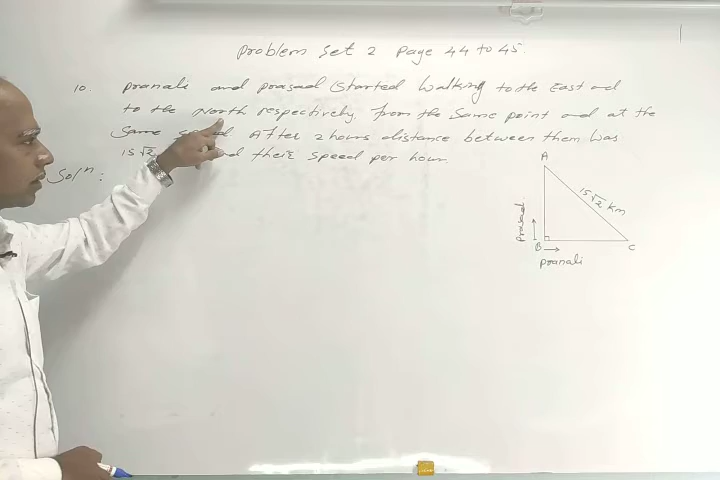 Problem Set 2 Page 44 to 45.
10. Pranali and Prasad Started Walking to the East and
to the North respectively, from the Same point and at the
Same After 2 hours distance between them was
15√2 their Speed per hour
Solⁿ:
A
15√2 km
Prasad
B
C
Pranali